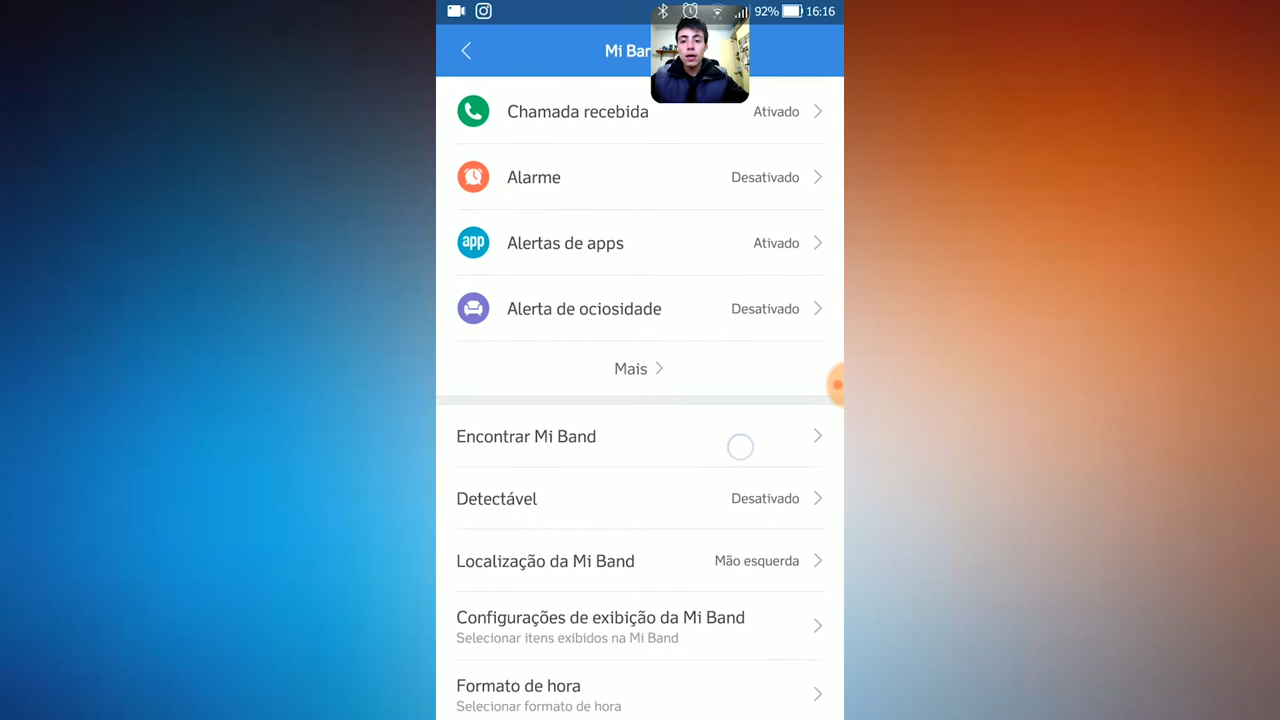 92% 16:16
Mi Ban
Chamada recebida Ativado
Alarme Desativado
app Alertas de apps Ativado
Alerta de ociosidade Desativado
Mais
Encontrar Mi Band
Detectável Desativado
Localização da Mi Band Mão esquerda
Configurações de exibição da Mi Band
Selecionar itens exibidos na Mi Band
Formato de hora
Selecionar formato de hora